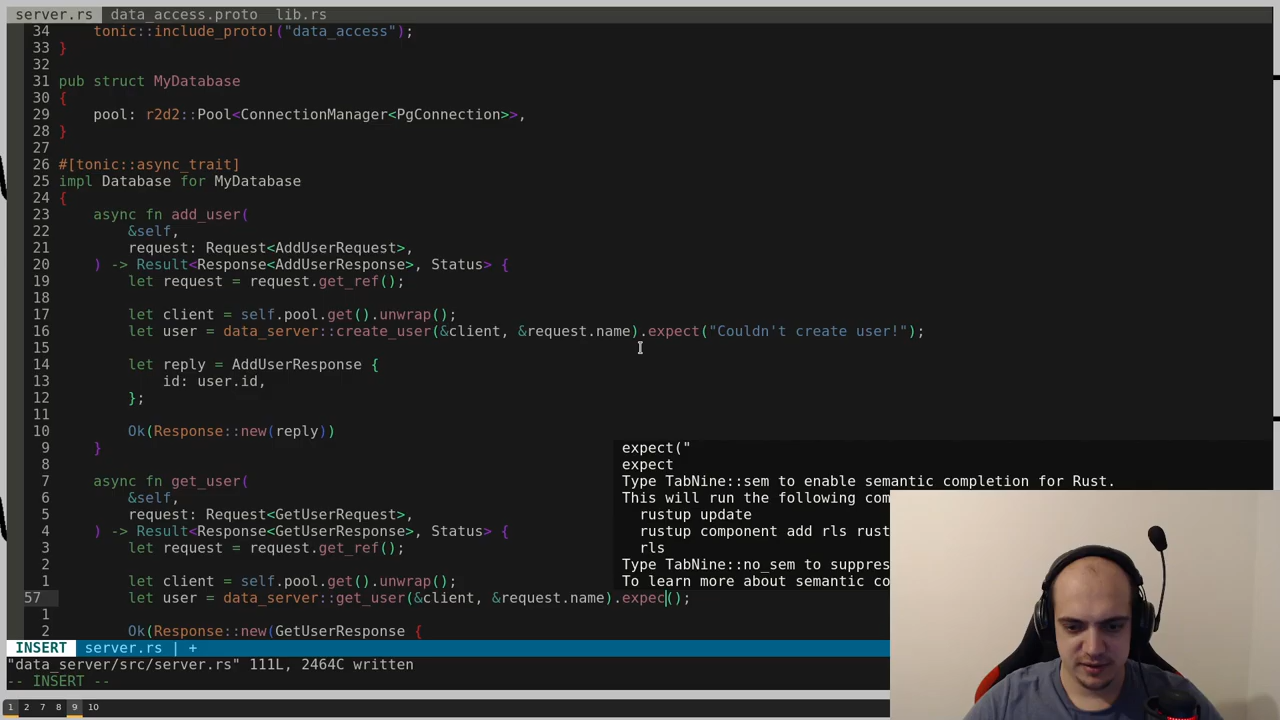 server.rs data_access.proto lib.rs
34 tonic::include_proto!("data_access");
33 }
32
31 pub struct MyDatabase
30 {
29 pool: r2d2::Pool<ConnectionManager<PgConnection>>,
28 }
27
26 #[tonic::async_trait]
25 impl Database for MyDatabase
24 {
23 async fn add_user(
22 &self,
21 request: Request<AddUserRequest>,
20 ) -> Result<Response<AddUserResponse>, Status> {
19 let request = request.get_ref();
18
17 let client = self.pool.get().unwrap();
16 let user = data_server::create_user(&client, &request.name).expect("Couldn't create user!");
15
14 let reply = AddUserResponse {
13 id: user.id,
12 };
11
10 Ok(Response::new(reply))
9 }
8
7 async fn get_user(
6 &self,
5 request: Request<GetUserRequest>,
4 ) -> Result<Response<GetUserResponse>, Status> {
3 let request = request.get_ref();
2
1 let client = self.pool.get().unwrap();
57 let user = data_server::get_user(&client, &request.name).expec();
1
2 Ok(Response::new(GetUserResponse {
expect("
expect
Type TabNine::sem to enable semantic completion for Rust.
This will run the following com
rustup update
rustup component add rls rust
rls
Type TabNine::no_sem to suppres
To learn more about semantic co
INSERT server.rs | +
"data_server/src/server.rs" 111L, 2464C written
-- INSERT --
1 2 7 8 9 10